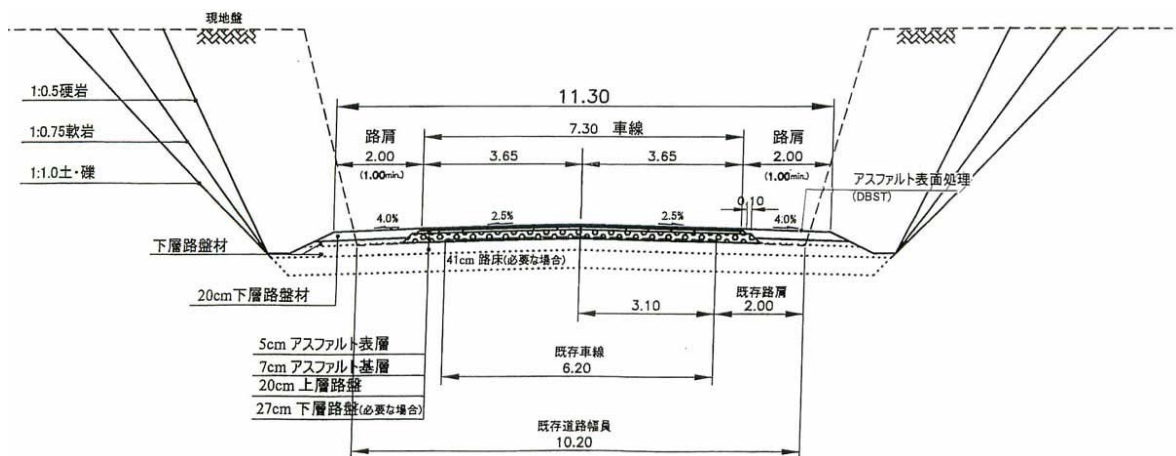 現地盤
1:0.5硬岩
1:0.75軟岩
1:1.0土・礫
11.30
7.30 車線
路肩
路肩
2.00
3.65
3.65
2.00
(1.00min.)
(1.00min.)
アスファルト表面処理
(DBST)
0.10
4.0%
2.5%
2.5%
4.0%
下層路盤材
41cm 路床(必要な場合)
20cm下層路盤材
3.10
既存路肩
2.00
5cm アスファルト表層
7cm アスファルト基層
20cm 上層路盤
27cm 下層路盤(必要な場合)
既存車線
6.20
既存道路幅員
10.20